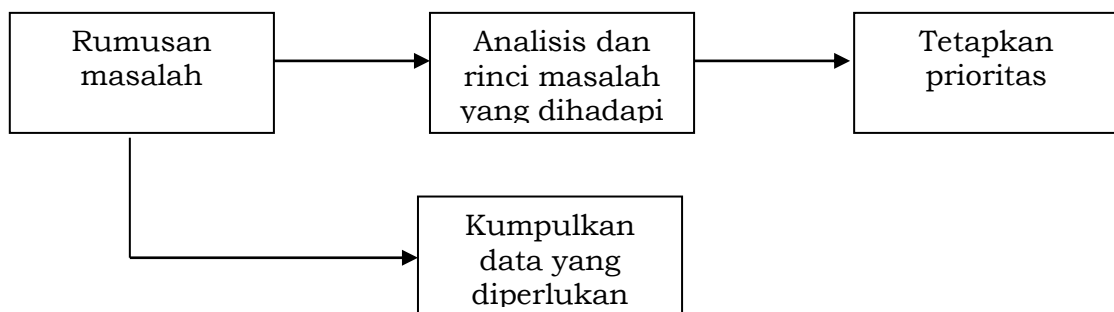 Rumusan
masalah
Analisis dan
rinci masalah
yang dihadapi
Tetapkan
prioritas
Kumpulkan
data yang
diperlukan